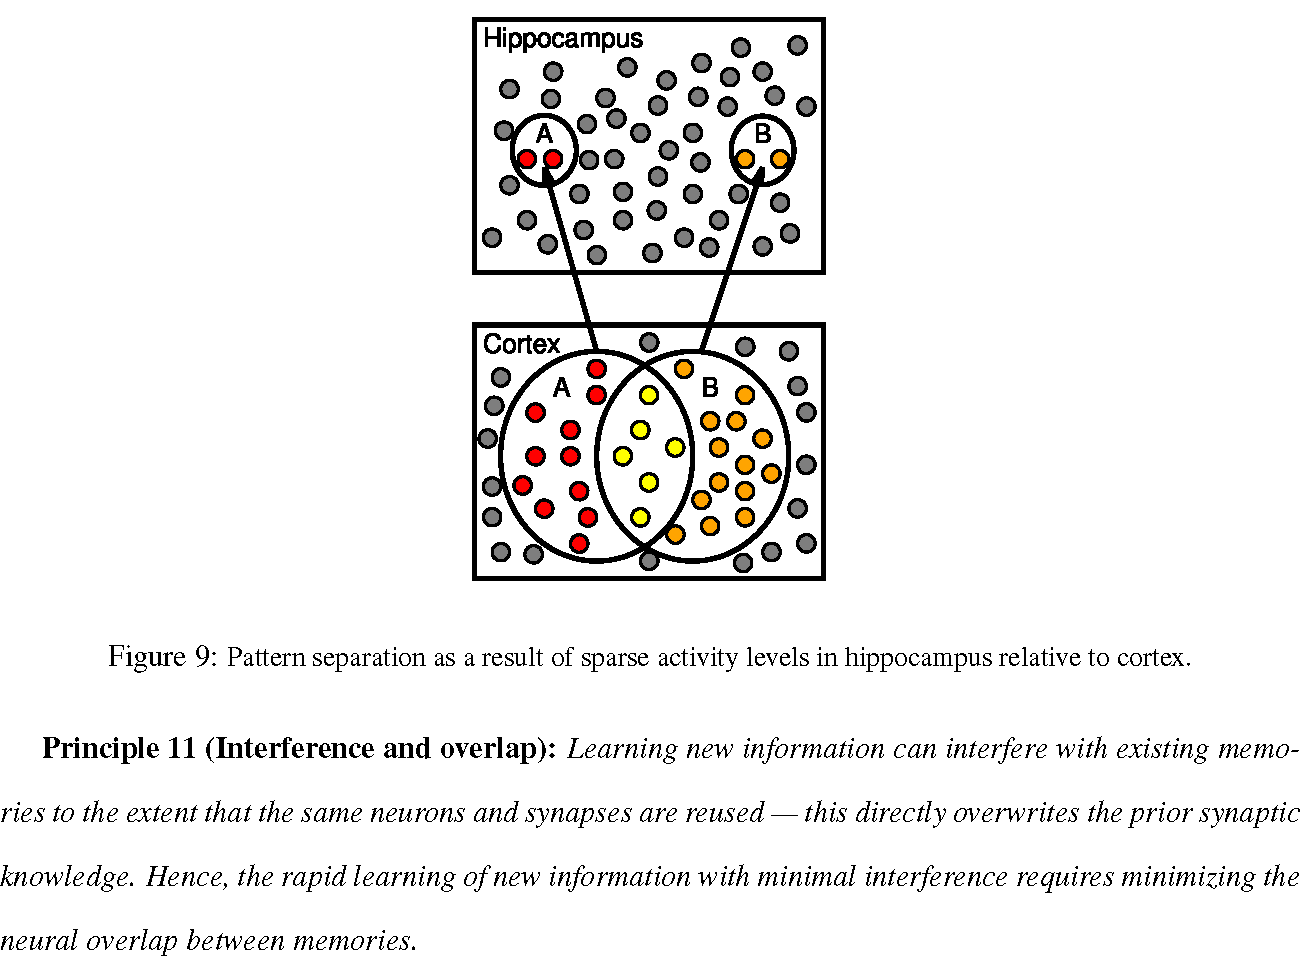 Hippocampus
A
B
Cortex
A
B
Figure 9: Pattern separation as a result of sparse activity levels in hippocampus relative to cortex.
Principle 11 (Interference and overlap): Learning new information can interfere with existing memo-
ries to the extent that the same neurons and synapses are reused — this directly overwrites the prior synaptic
knowledge. Hence, the rapid learning of new information with minimal interference requires minimizing the
neural overlap between memories.